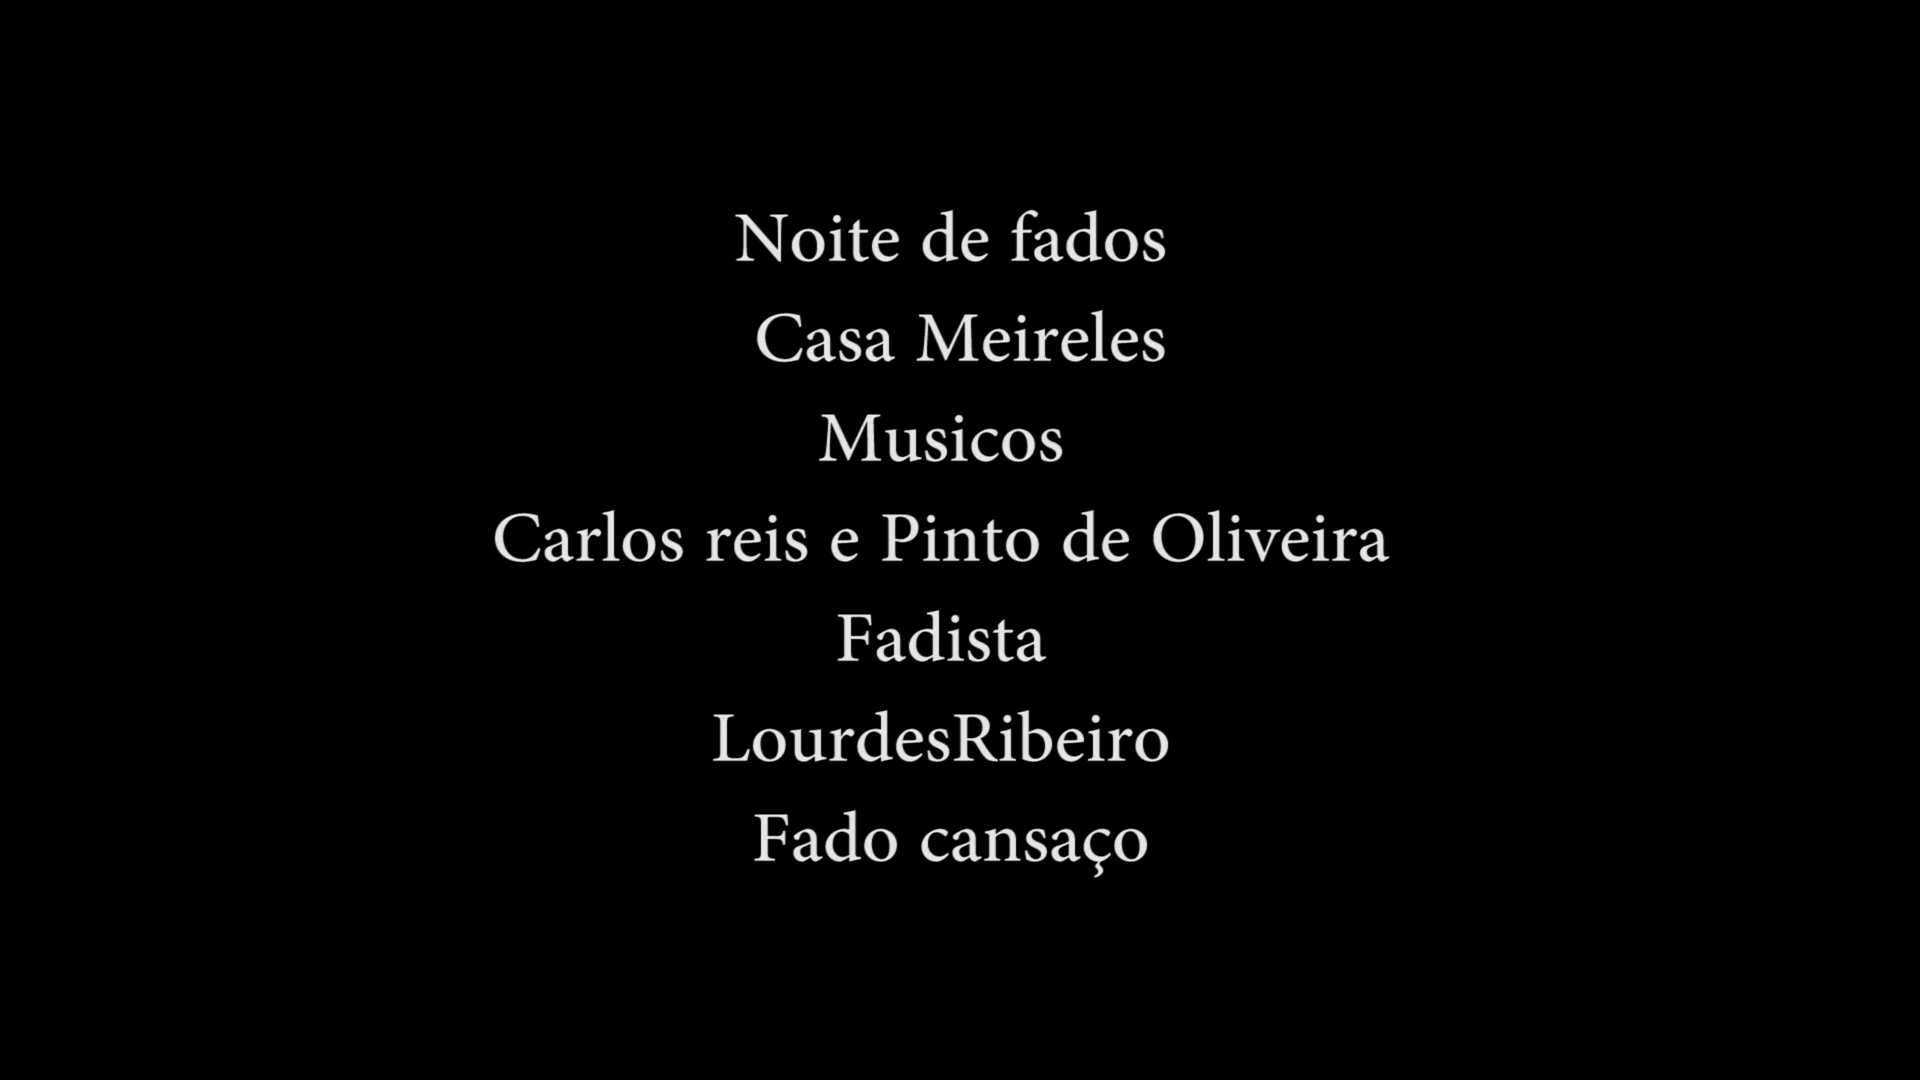 Noite de fados
Casa Meireles
Musicos
Carlos reis e Pinto de Oliveira
Fadista
LourdesRibeiro
Fado cansaço